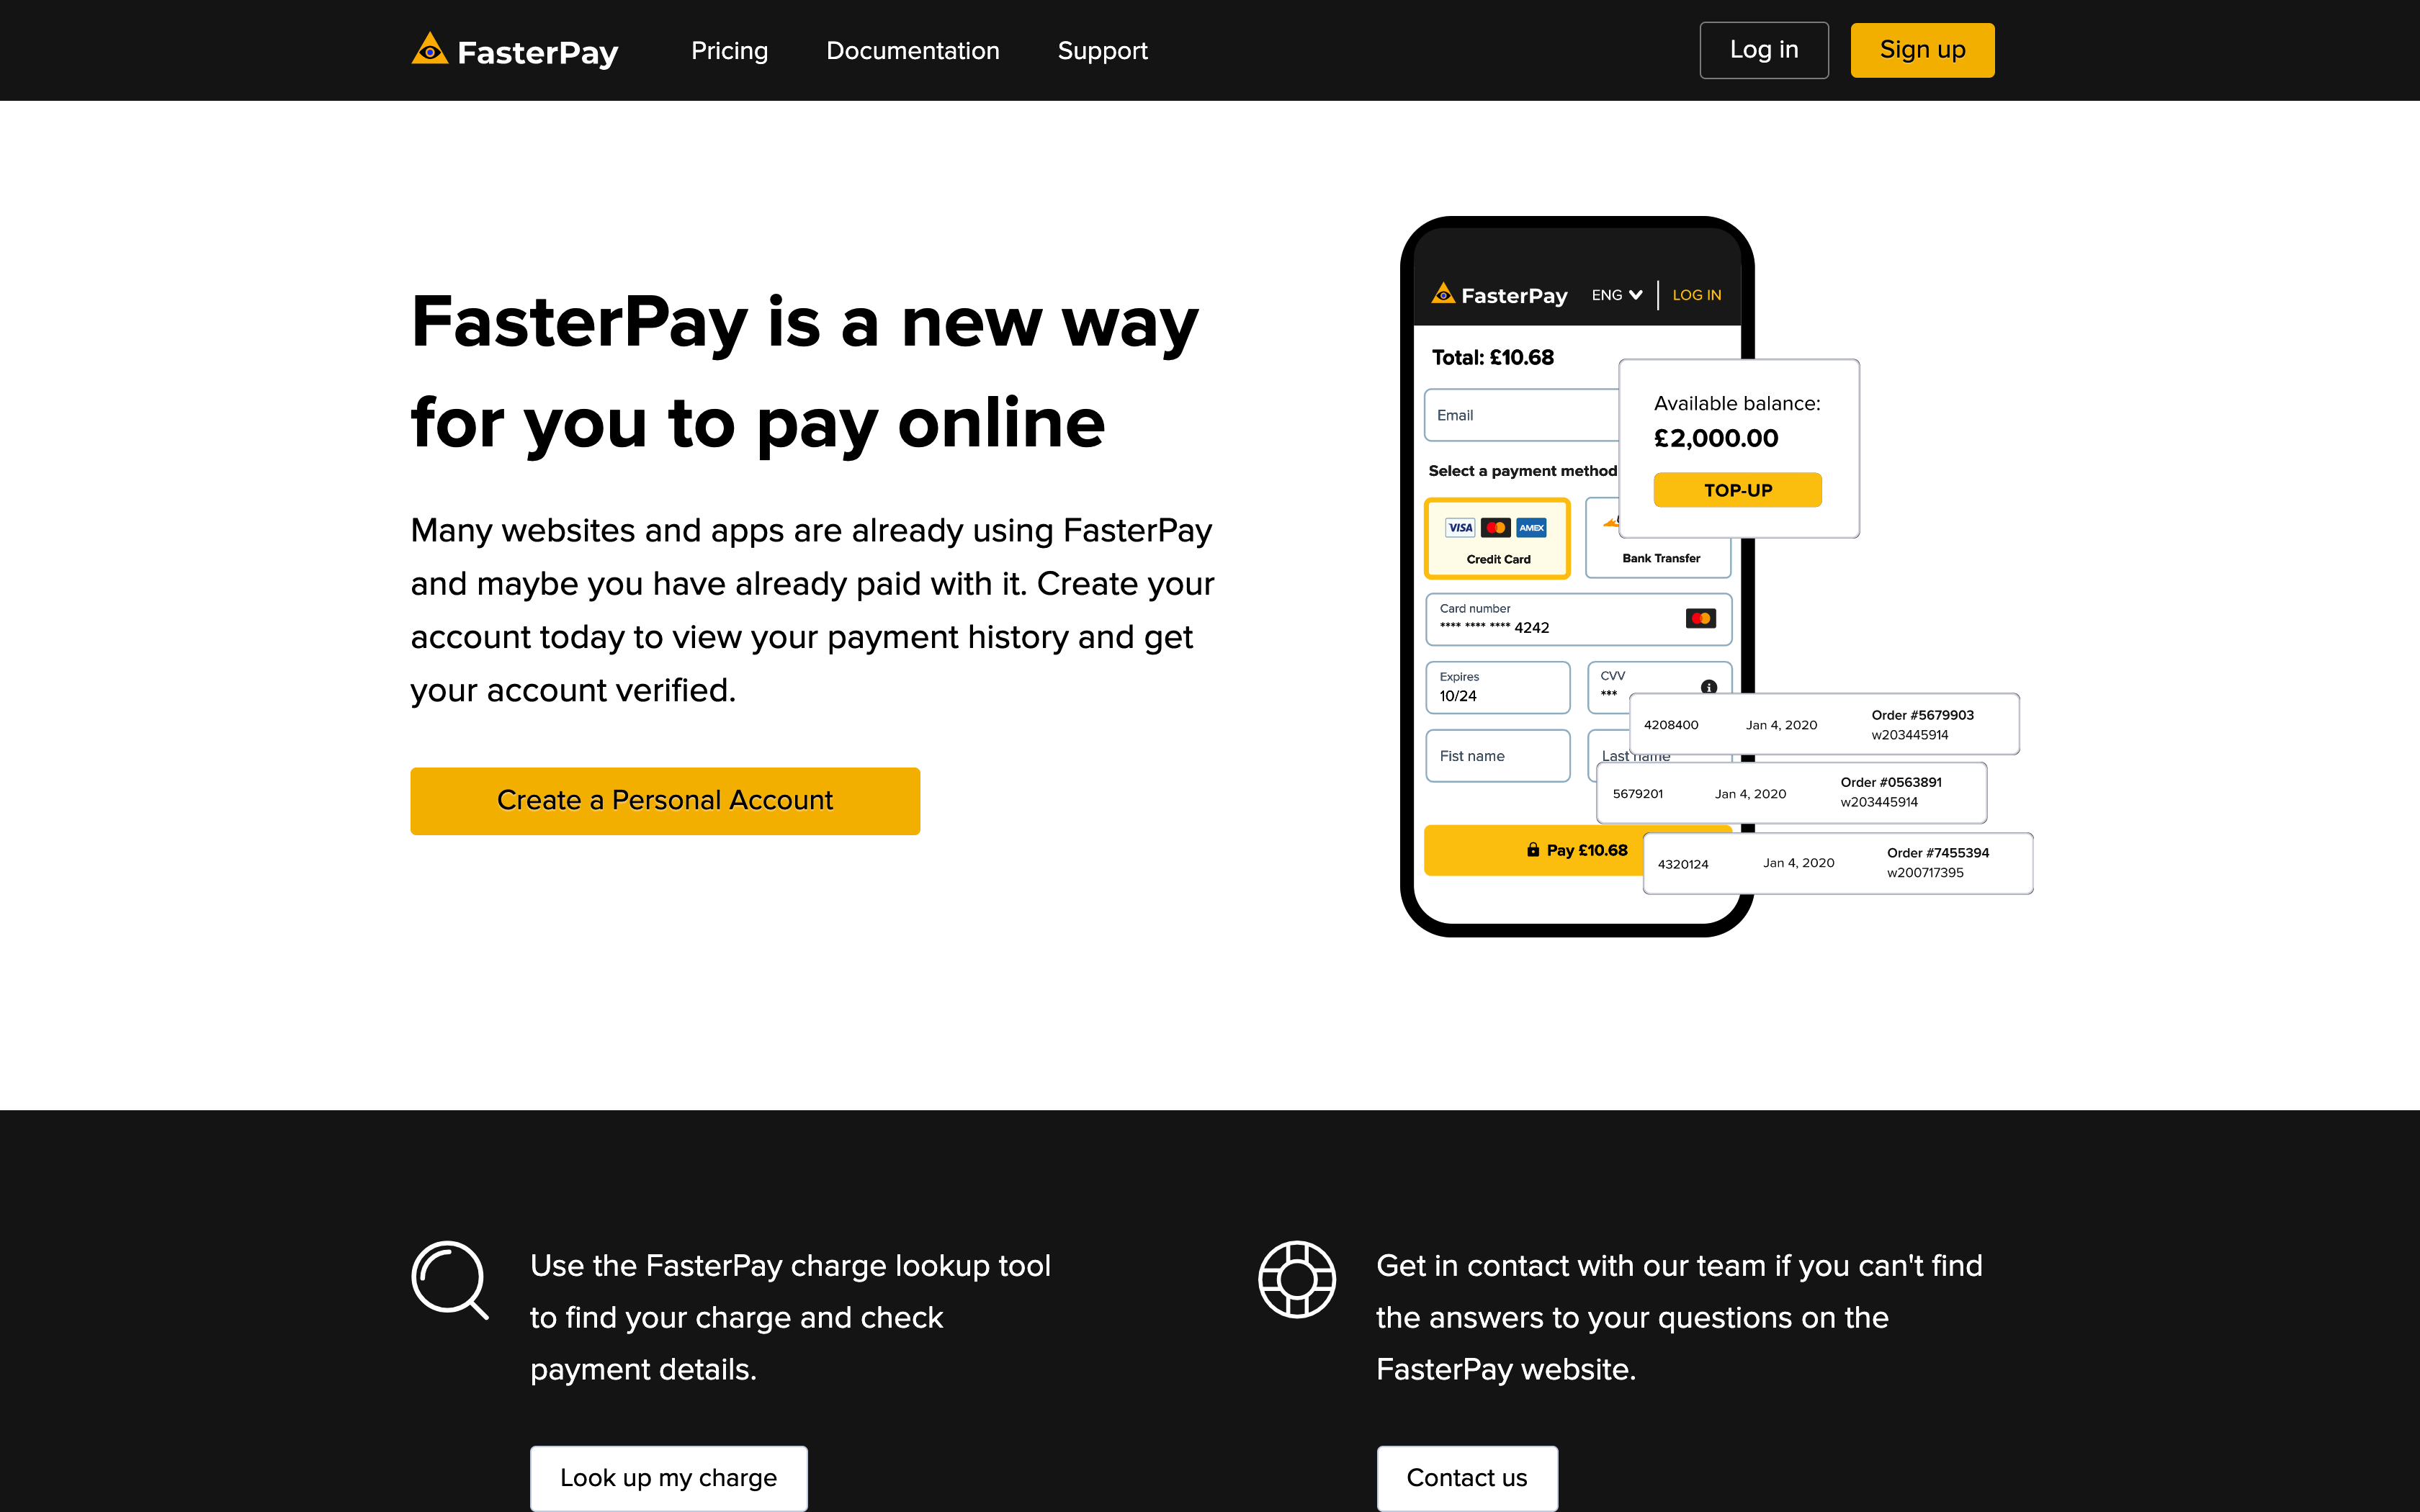 FasterPay
Pricing
Documentation
Support
Log in
Sign up
FasterPay is a new way
for you to pay online
Many websites and apps are already using FasterPay
and maybe you have already paid with it. Create your
account today to view your payment history and get
your account verified.
Create a Personal Account
FasterPay
ENG
LOG IN
Total: £10.68
Email
Available balance:
£2,000.00
TOP-UP
Select a payment method
VISA
AMEX
Credit Card
Bank Transfer
Card number
**** **** **** 4242
Expires
10/24
CVV
***
Fist name
Last name
4208400
Jan 4, 2020
Order #5679903
w203445914
5679201
Jan 4, 2020
Order #0563891
w203445914
Pay £10.68
4320124
Jan 4, 2020
Order #7455394
w200717395
Use the FasterPay charge lookup tool
to find your charge and check
payment details.
Look up my charge
Get in contact with our team if you can't find
the answers to your questions on the
FasterPay website.
Contact us